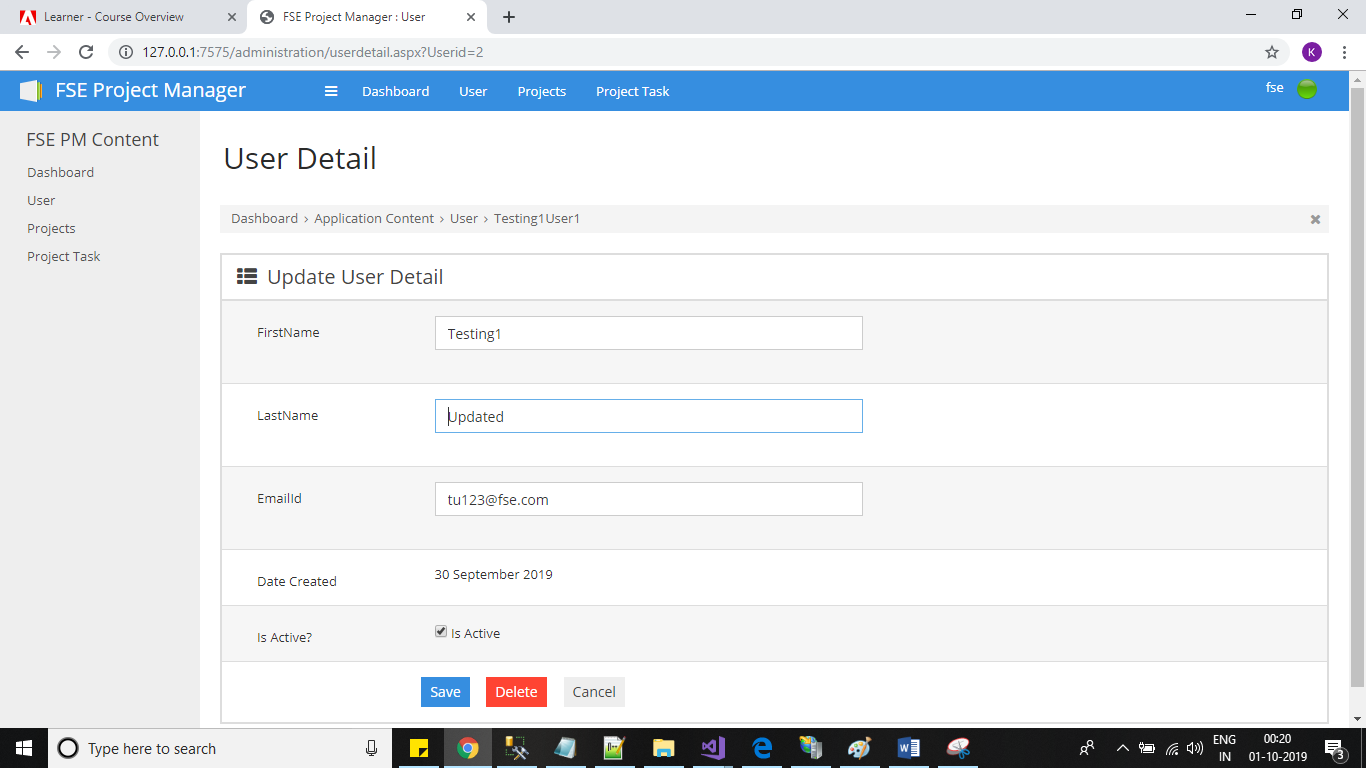 Learner - Course Overview
FSE Project Manager : User
127.0.0.1:7575/administration/userdetail.aspx?Userid=2
K
FSE Project Manager
Dashboard User Projects Project Task
fse
FSE PM Content
Dashboard
User
Projects
Project Task
User Detail
Dashboard › Application Content › User › Testing1User1
Update User Detail
FirstName Testing1
LastName Updated
EmailId tu123@fse.com
Date Created 30 September 2019
Is Active? Is Active
Save Delete Cancel
Type here to search
ENG
IN
00:20
01-10-2019
3